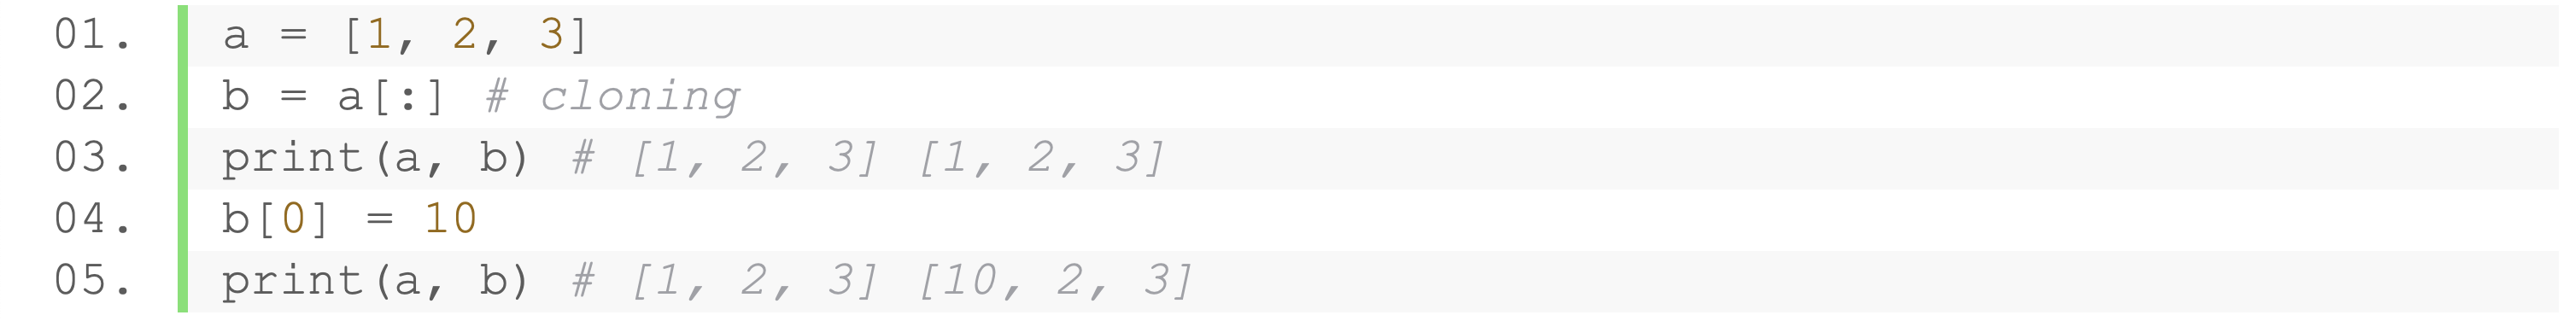 01. a = [1, 2, 3]
02. b = a[:] # cloning
03. print(a, b) # [1, 2, 3] [1, 2, 3]
04. b[0] = 10
05. print(a, b) # [1, 2, 3] [10, 2, 3]